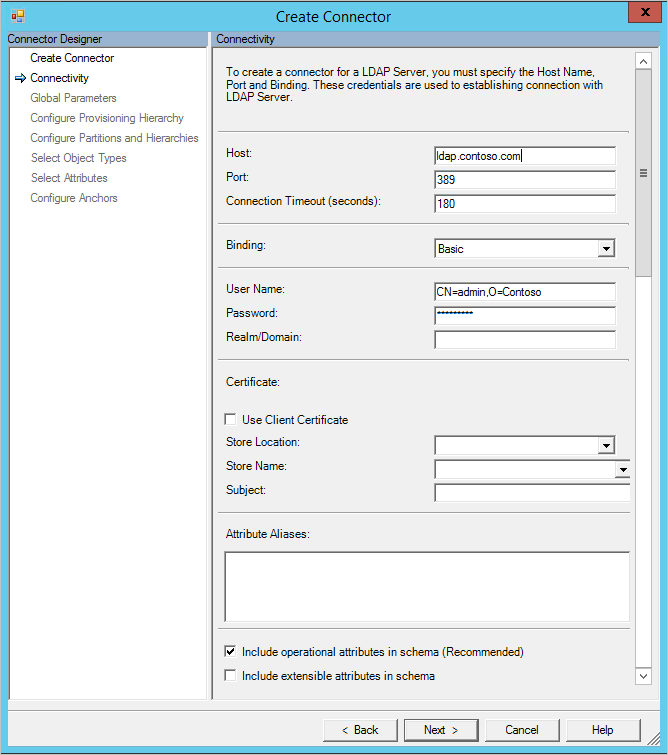 Create Connector
Connector Designer
Create Connector
Connectivity
Global Parameters
Configure Provisioning Hierarchy
Configure Partitions and Hierarchies
Select Object Types
Select Attributes
Configure Anchors
Connectivity
To create a connector for a LDAP Server, you must specify the Host Name,
Port and Binding. These credentials are used to establishing connection with
LDAP Server.
Host: ldap.contoso.com
Port: 389
Connection Timeout (seconds): 180
Binding: Basic
User Name: CN=admin,O=Contoso
Password: *********
Realm/Domain:
Certificate:
Use Client Certificate
Store Location:
Store Name:
Subject:
Attribute Aliases:
Include operational attributes in schema (Recommended)
Include extensible attributes in schema
< Back Next > Cancel Help